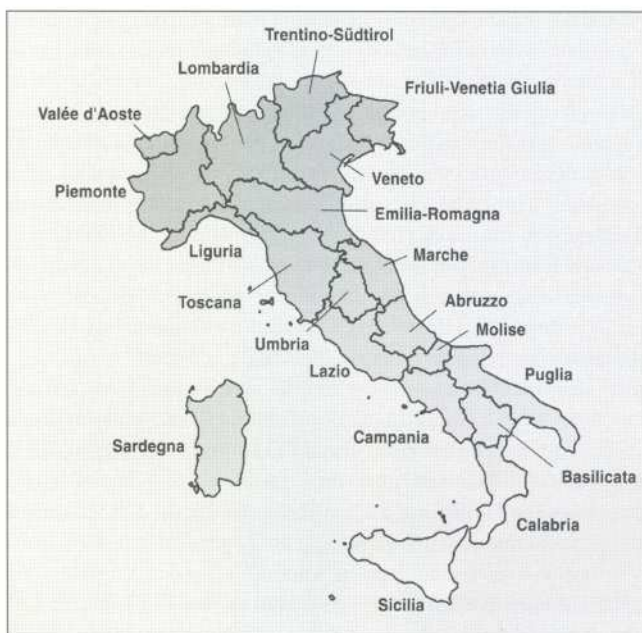 Trentino-Südtirol
Lombardia
Friuli-Venetia Giulia
Valée d'Aoste
Veneto
Piemonte
Emilia-Romagna
Liguria
Marche
Toscana
Abruzzo
Umbria
Molise
Lazio
Puglia
Campania
Sardegna
Basilicata
Calabria
Sicilia